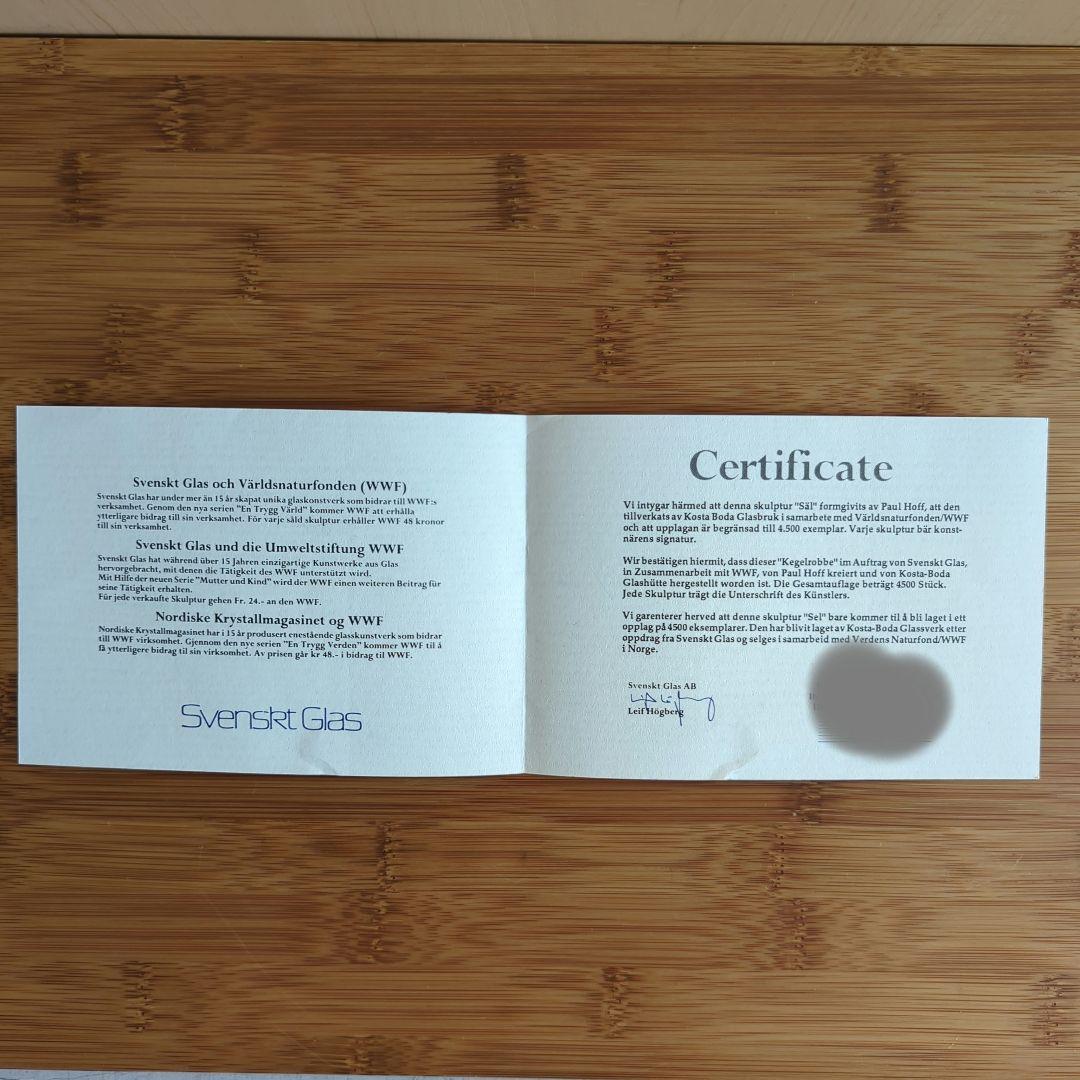 Svenskt Glas och Världsnaturfonden (WWF)
Svenskt Glas har under mer än 15 år skapat unika glaskonstverk som bidrar till WWF:s
verksamhet. Genom den nya serien "En Trygg Värld" kommer WWF att erhålla
ytterligare bidrag till sin verksamhet. För varje såld skulptur erhåller WWF 48 kronor
till sin verksamhet.
Svenskt Glas und die Umweltstiftung WWF
Svenskt Glas hat während über 15 Jahren einzigartige Kunstwerke aus Glas
hervorgebracht, mit denen die Tätigkeit des WWF unterstützt wird.
Mit Hilfe der neuen Serie "Mutter und Kind" wird der WWF einen weiteren Beitrag für
seine Tätigkeit erhalten.
Für jede verkaufte Skulptur gehen Fr. 24.- an den WWF.
Nordiske Krystallmagasinet og WWF
Nordiske Krystallmagasinet har i 15 år produsert enestående glasskunstverk som bidrar
till WWF virksomhet. Gjennom den nye serien "En Trygg Verden" kommer WWF til å
få ytterligere bidrag til sin virksomhet. Av prisen går kr 48.- i bidrag til WWF.
Svenskt Glas
Certificate
Vi intygar härmed att denna skulptur "Säl" formgivits av Paul Hoff, att den
tillverkats av Kosta Boda Glasbruk i samarbete med Världsnaturfonden/WWF
och att upplagan är begränsad till 4.500 exemplar. Varje skulptur bär konst-
närens signatur.
Wir bestätigen hiermit, dass dieser "Kegelrobbe" im Auftrag von Svenskt Glas,
in Zusammenarbeit mit WWF, von Paul Hoff kreiert und von Kosta-Boda
Glashütte hergestellt worden ist. Die Gesamtauflage beträgt 4500 Stück.
Jede Skulptur trägt die Unterschrift des Künstlers.
Vi garenterer herved att denne skulptur "Sel" bare kommer til å bli laget i ett
opplag på 4500 eksemplarer. Den har blivit laget av Kosta-Boda Glassverk etter
oppdrag fra Svenskt Glas og selges i samarbeid med Verdens Naturfond/WWF
i Norge.
Svenskt Glas AB
Leif Högberg